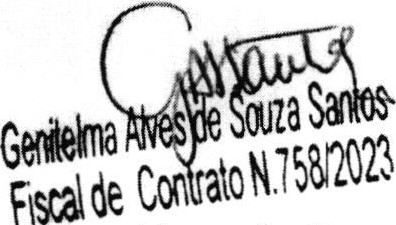 Genitelma Alves de Souza Santos
Fiscal de Contrato N.758/2023